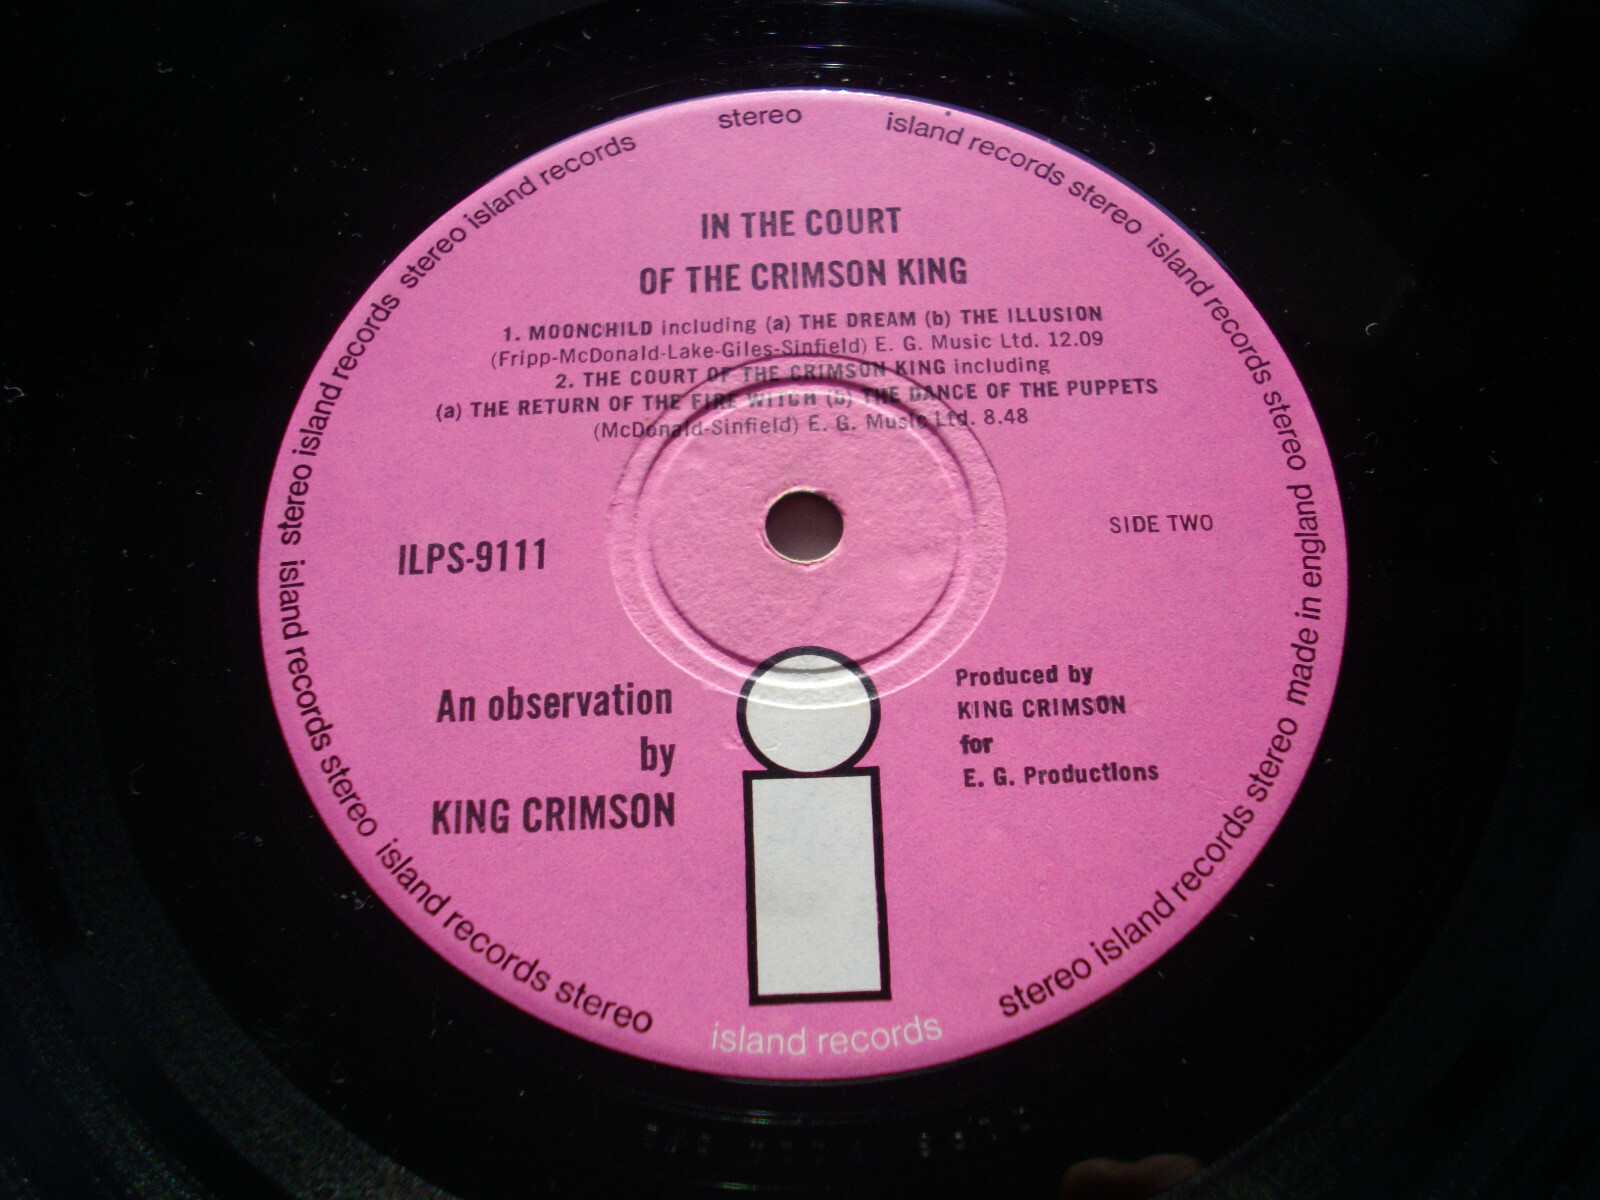 stereo
island records stereo island records stereo made in england
stereo island records stereo
island records
stereo island records stereo island records
stereo island records stereo island records
IN THE COURT
OF THE CRIMSON KING
1. MOONCHILD including (a) THE DREAM (b) THE ILLUSION
(Fripp-McDonald-Lake-Giles-Sinfield) E. G. Music Ltd. 12.09
2. THE COURT OF THE CRIMSON KING including
(a) THE RETURN OF THE FIRE WITCH (b) THE DANCE OF THE PUPPETS
(McDonald-Sinfield) E. G. Music Ltd. 8.48
SIDE TWO
ILPS-9111
An observation
by
KING CRIMSON
Produced by
KING CRIMSON
for
E. G. Productions